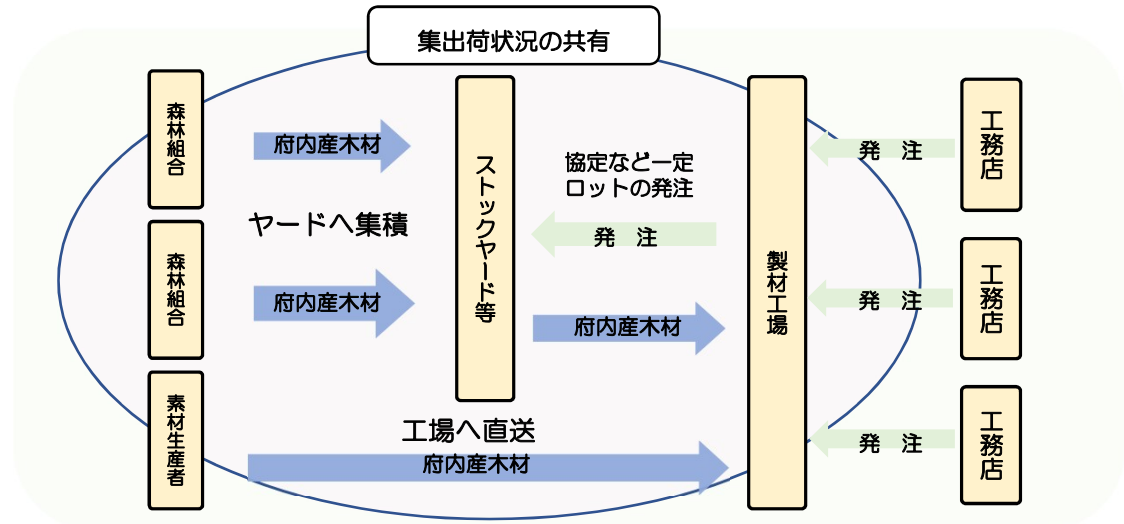 集出荷状況の共有
森林組合
森林組合
素材生産者
府内産木材
ヤードへ集積
府内産木材
ストックヤード等
協定など一定
ロットの発注
発 注
府内産木材
工場へ直送
府内産木材
製材工場
発 注
発 注
発 注
工務店
工務店
工務店